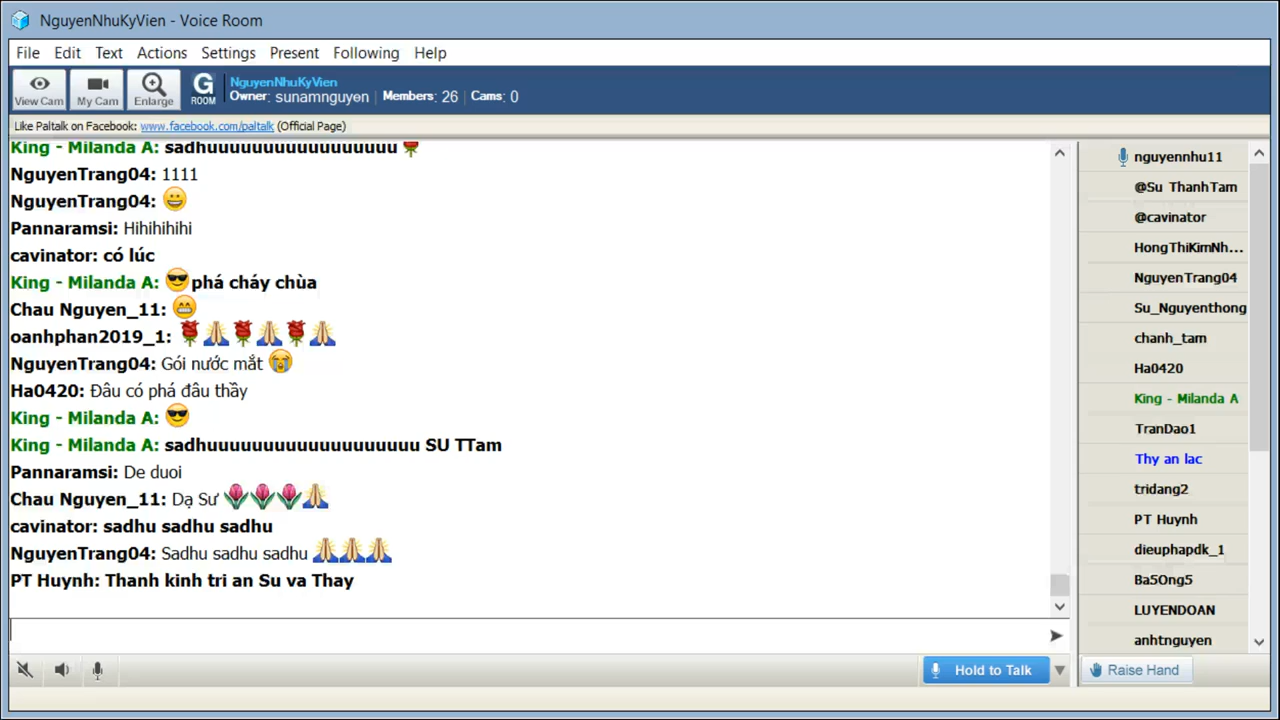 NguyenNhuKyVien - Voice Room
File Edit Text Actions Settings Present Following Help
View Cam My Cam Enlarge G ROOM
NguyenNhuKyVien
Owner: sunamnguyen Members: 26 Cams: 0
Like Paltalk on Facebook: www.facebook.com/paltalk (Official Page)
King - Milanda A: sadhuuuuuuuuuuuuuuuuu 🌹
NguyenTrang04: 1111
NguyenTrang04: 😀
Pannaramsi: Hihihihihi
cavinator: có lúc
King - Milanda A: 😎phá cháy chùa
Chau Nguyen_11: 😁
oanhphan2019_1: 🌹🙏🌹🙏🌹🙏
NguyenTrang04: Gói nước mắt 😭
Ha0420: Đâu có phá đâu thầy
King - Milanda A: 😎
King - Milanda A: sadhuuuuuuuuuuuuuuuuuuu SU TTam
Pannaramsi: De duoi
Chau Nguyen_11: Dạ Sư 🌷🌷🌷🙏
cavinator: sadhu sadhu sadhu
NguyenTrang04: Sadhu sadhu sadhu 🙏🙏🙏
PT Huynh: Thanh kinh tri an Su va Thay
nguyennhu11
@Su ThanhTam
@cavinator
HongThiKimNh...
NguyenTrang04
Su_Nguyenthong
chanh_tam
Ha0420
King - Milanda A
TranDao1
Thy an lac
tridang2
PT Huynh
dieuphapdk_1
Ba5Ong5
LUYENDOAN
anhtnguyen
Hold to Talk
Raise Hand